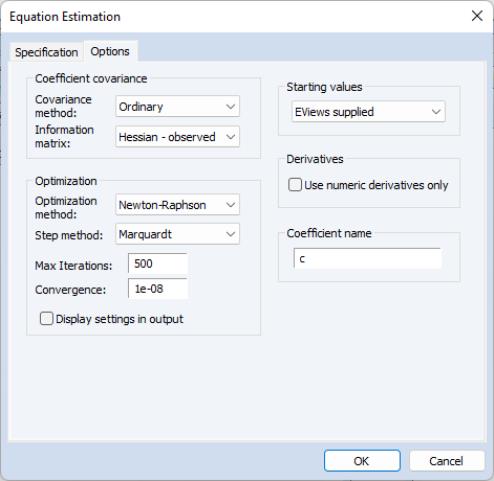 Equation Estimation
Specification
Options
Coefficient covariance
Covariance
method:
Ordinary
Information
matrix:
Hessian - observed
Optimization
Optimization
method:
Newton-Raphson
Step method:
Marquardt
Max Iterations:
500
Convergence:
1e-08
Display settings in output
Starting values
EViews supplied
Derivatives
Use numeric derivatives only
Coefficient name
c
OK
Cancel